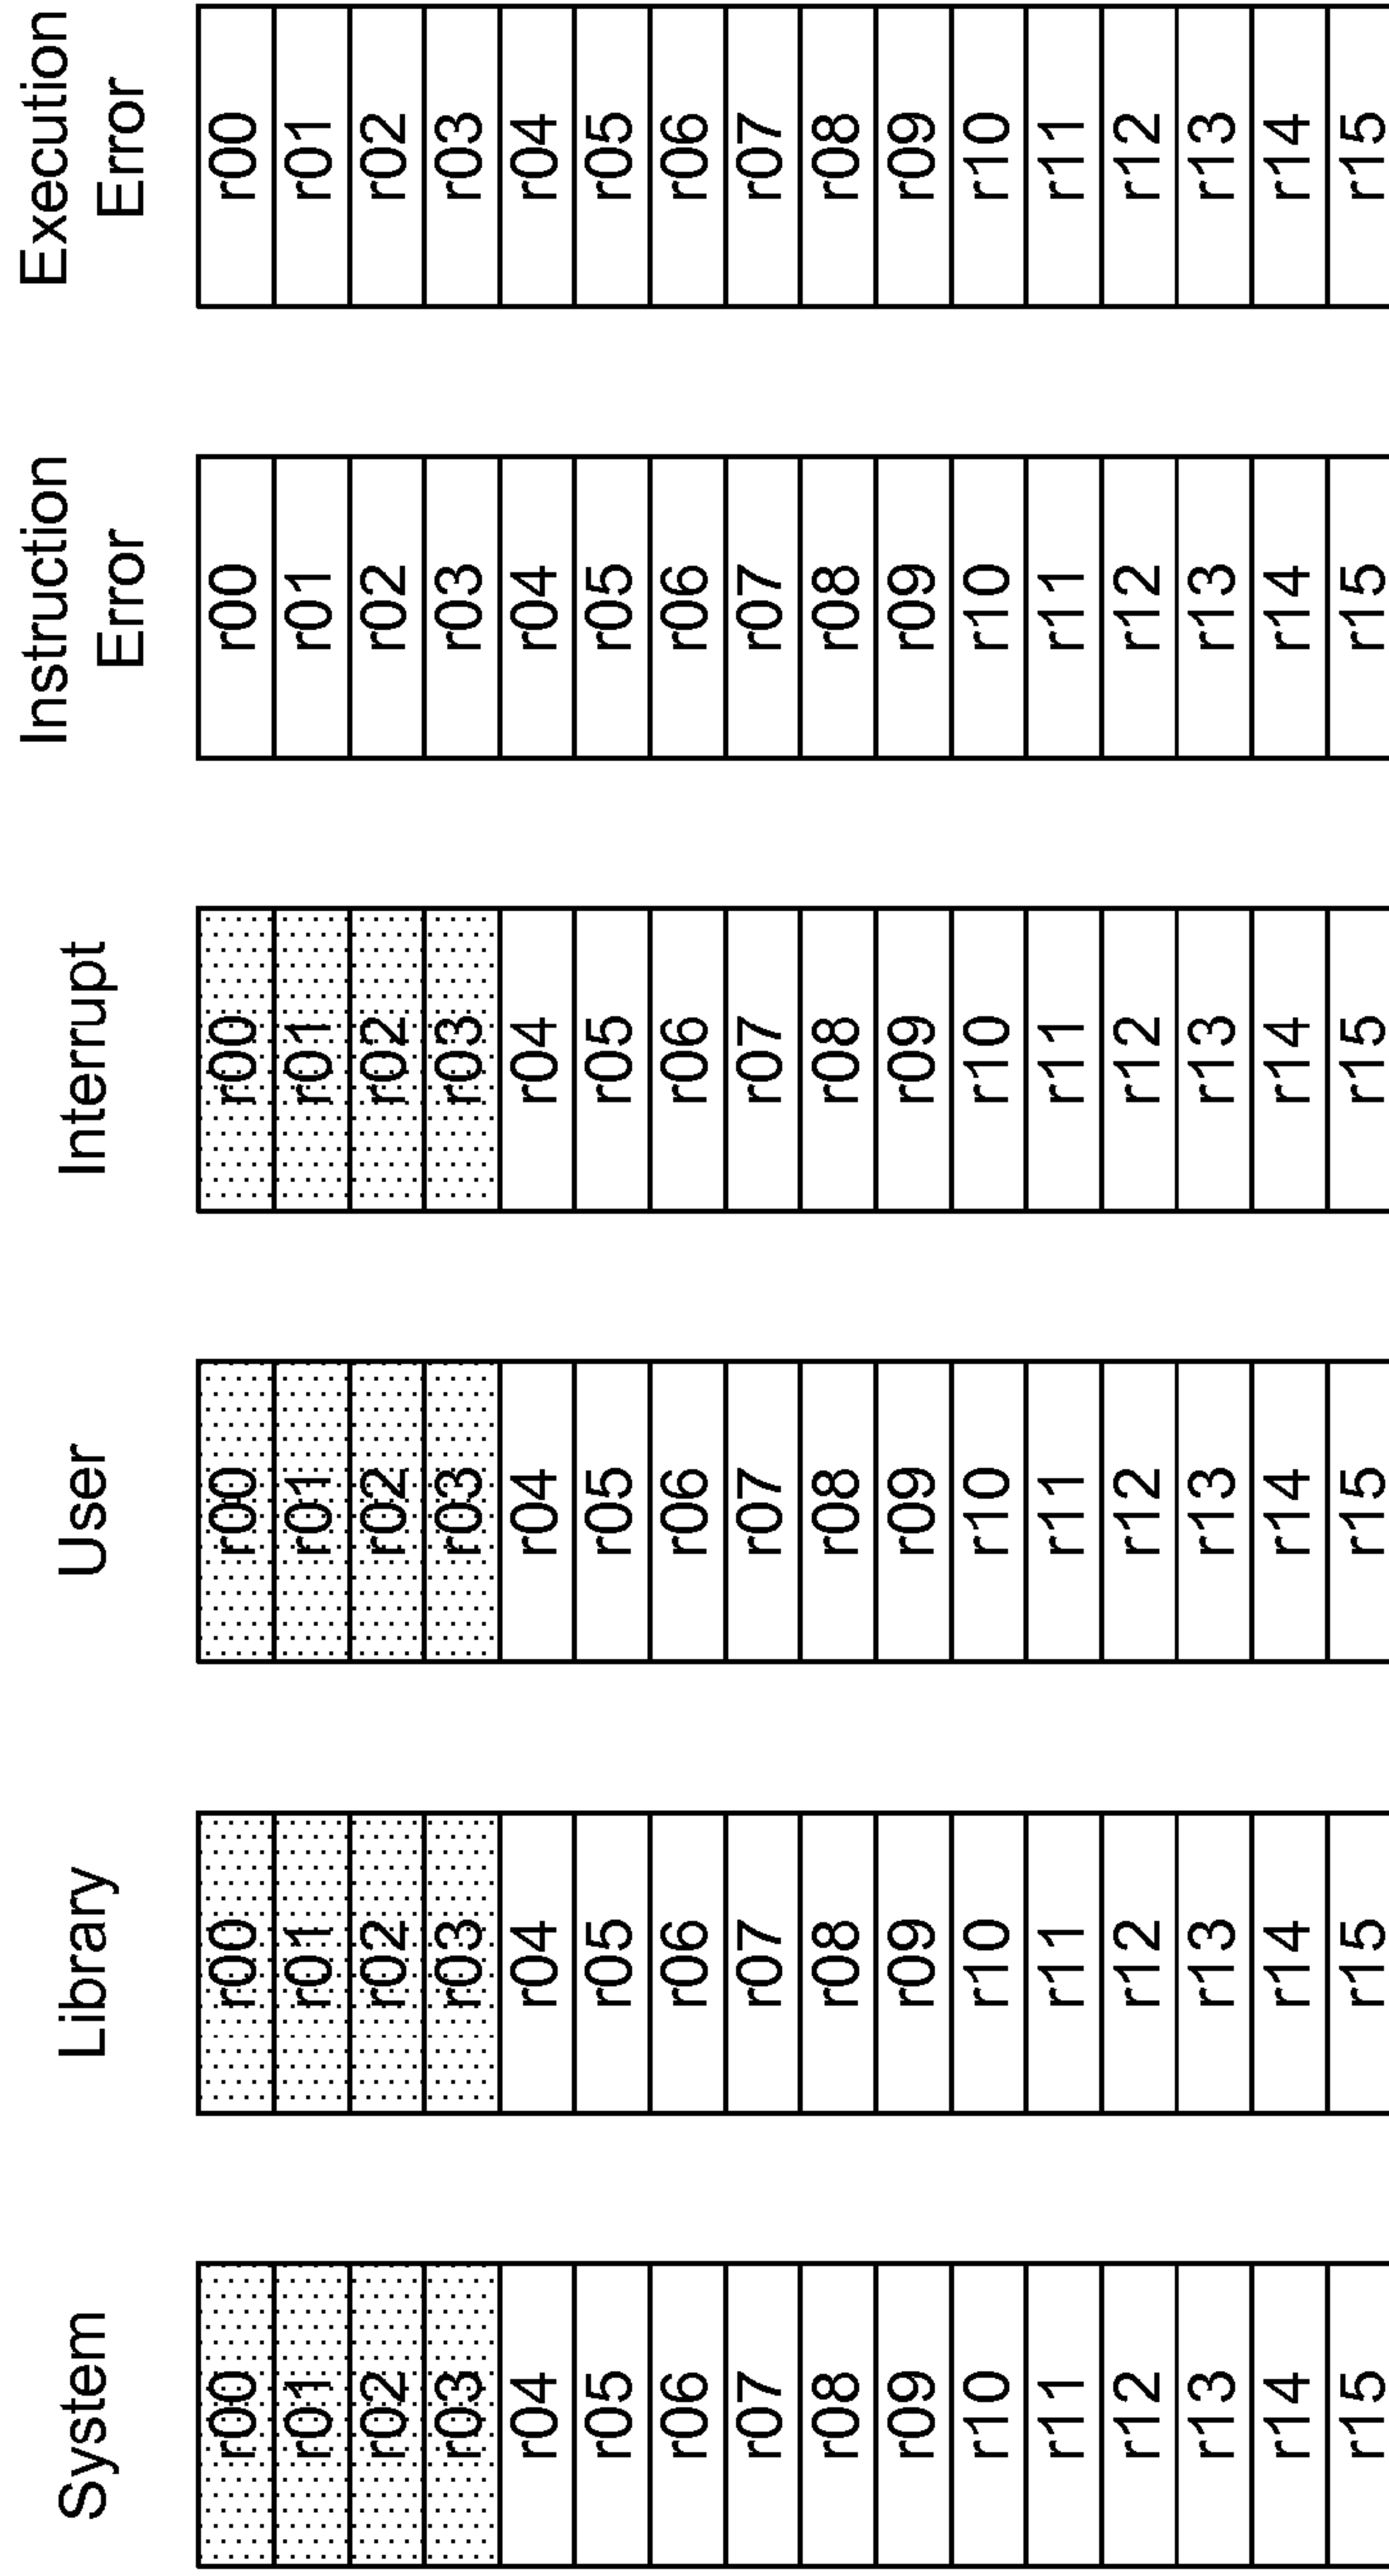 System
Library
User
Interrupt
Instruction
Error
Execution
Error
r00 r00 r00 r00 r00 r00
r01 r01 r01 r01 r01 r01
r02 r02 r02 r02 r02 r02
r03 r03 r03 r03 r03 r03
r04 r04 r04 r04 r04 r04
r05 r05 r05 r05 r05 r05
r06 r06 r06 r06 r06 r06
r07 r07 r07 r07 r07 r07
r08 r08 r08 r08 r08 r08
r09 r09 r09 r09 r09 r09
r10 r10 r10 r10 r10 r10
r11 r11 r11 r11 r11 r11
r12 r12 r12 r12 r12 r12
r13 r13 r13 r13 r13 r13
r14 r14 r14 r14 r14 r14
r15 r15 r15 r15 r15 r15